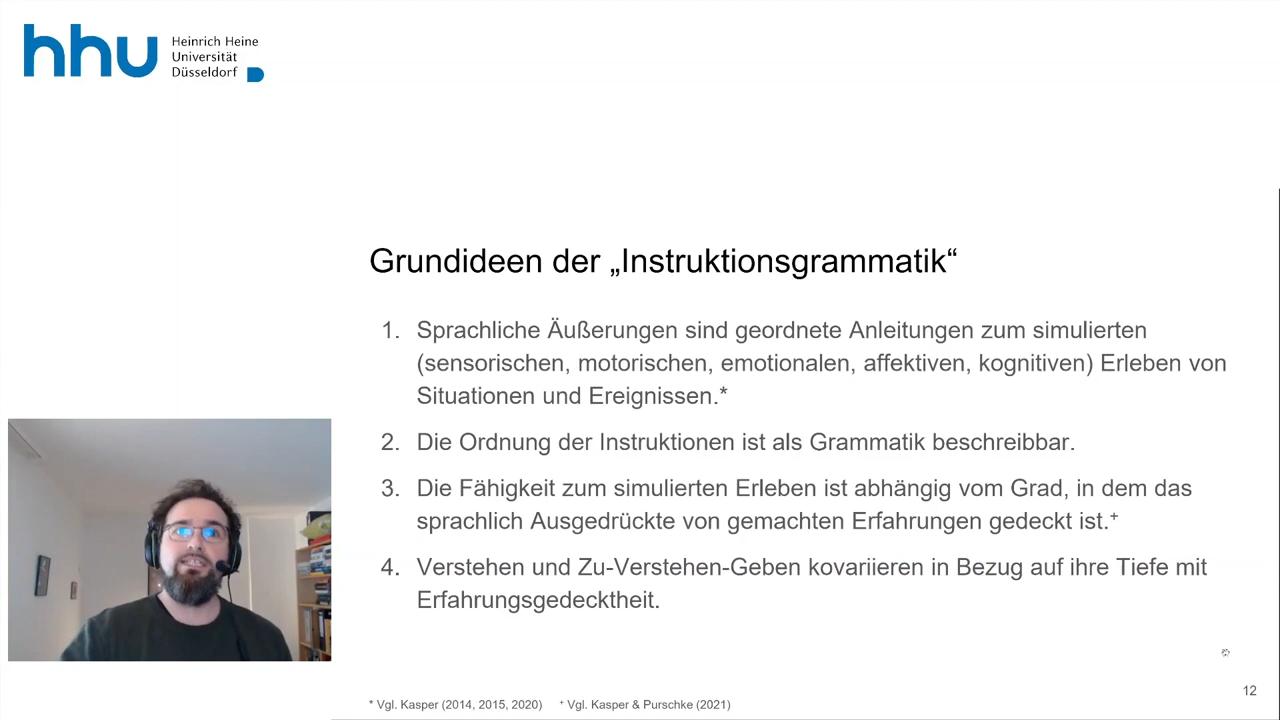 hhu
Heinrich Heine
Universität
Düsseldorf
Grundideen der „Instruktionsgrammatik“
1. Sprachliche Äußerungen sind geordnete Anleitungen zum simulierten
(sensorischen, motorischen, emotionalen, affektiven, kognitiven) Erleben von
Situationen und Ereignissen.*
2. Die Ordnung der Instruktionen ist als Grammatik beschreibbar.
3. Die Fähigkeit zum simulierten Erleben ist abhängig vom Grad, in dem das
sprachlich Ausgedrückte von gemachten Erfahrungen gedeckt ist.⁺
4. Verstehen und Zu-Verstehen-Geben kovariieren in Bezug auf ihre Tiefe mit
Erfahrungsgedecktheit.
12
* Vgl. Kasper (2014, 2015, 2020) ⁺ Vgl. Kasper & Purschke (2021)